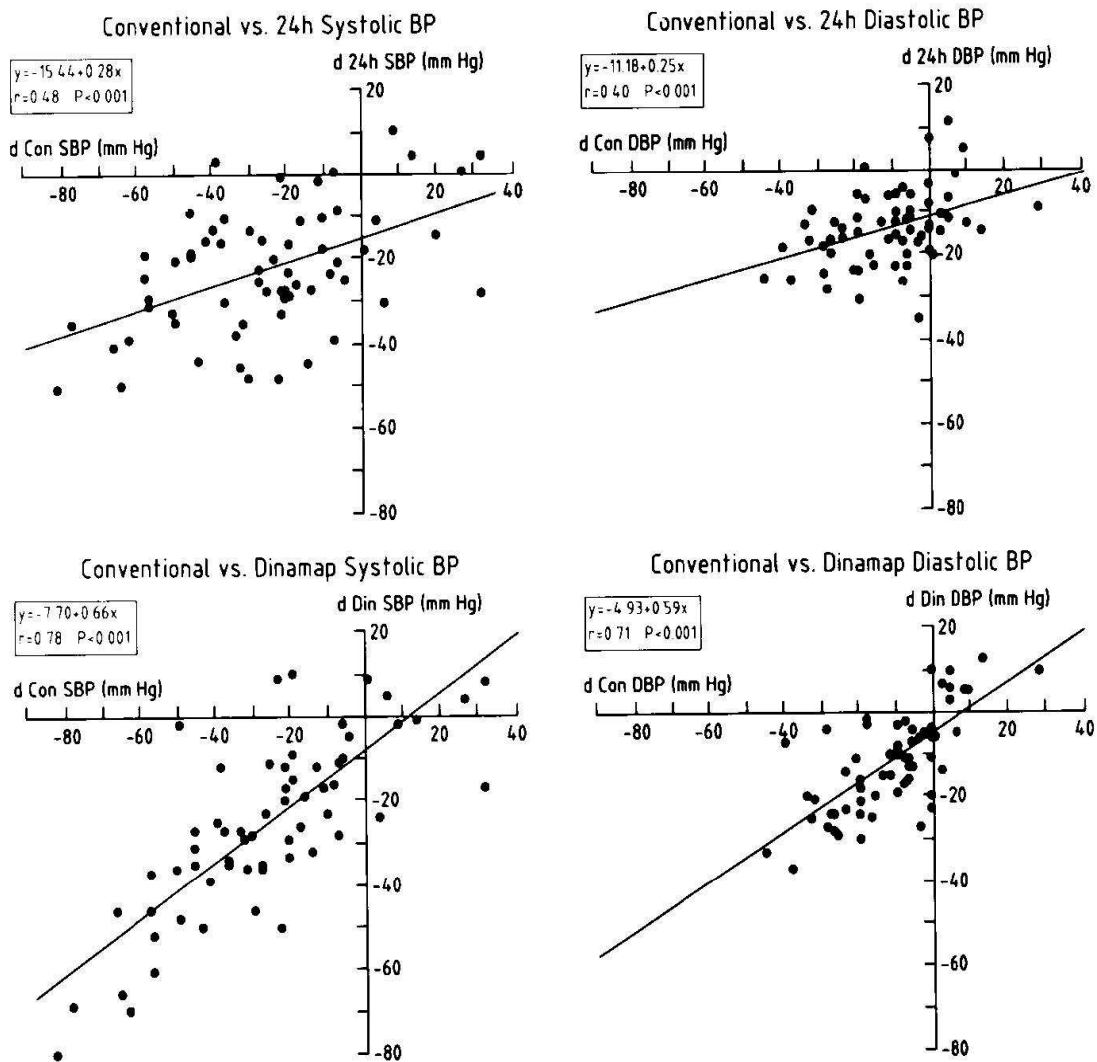 Conventional vs. 24h Systolic BP
d 24h SBP (mm Hg)
y=-15 44+0 28x
r=0 48 P<0 001
d Con SBP (mm Hg)
20
-80 -60 -40 -20 20 40
-20
-40
-60
-80
Conventional vs. 24h Diastolic BP
d 24h DBP (mm Hg)
y=-11.18+0.25x
r=0 40 P<0 001
d Con DBP (mm Hg)
20
-80 -60 -40 -20 20 40
-20
-40
-60
-80
Conventional vs. Dinamap Systolic BP
d Din SBP (mm Hg)
y=-7 70+0 66x
r=0 78 P<0 001
d Con SBP (mm Hg)
20
-80 -60 -40 -20 20 40
-20
-40
-60
-80
Conventional vs. Dinamap Diastolic BP
d Din DBP (mm Hg)
y=-4 93+0 59x
r=0 71 P<0.001
d Con DBP (mm Hg)
20
-80 -60 -40 -20 20 40
-20
-40
-60
-80